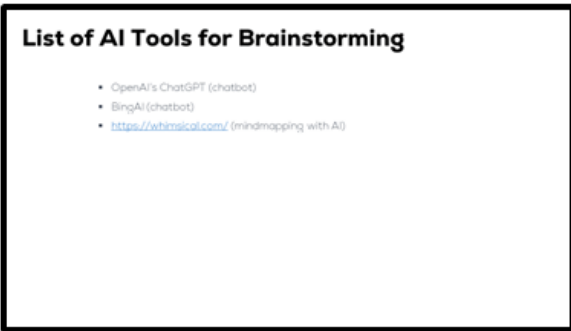 List of AI Tools for Brainstorming
• OpenAI's ChatGPT (chatbot)
• BingAI (chatbot)
• https://whimsical.com/ (mindmapping with AI)